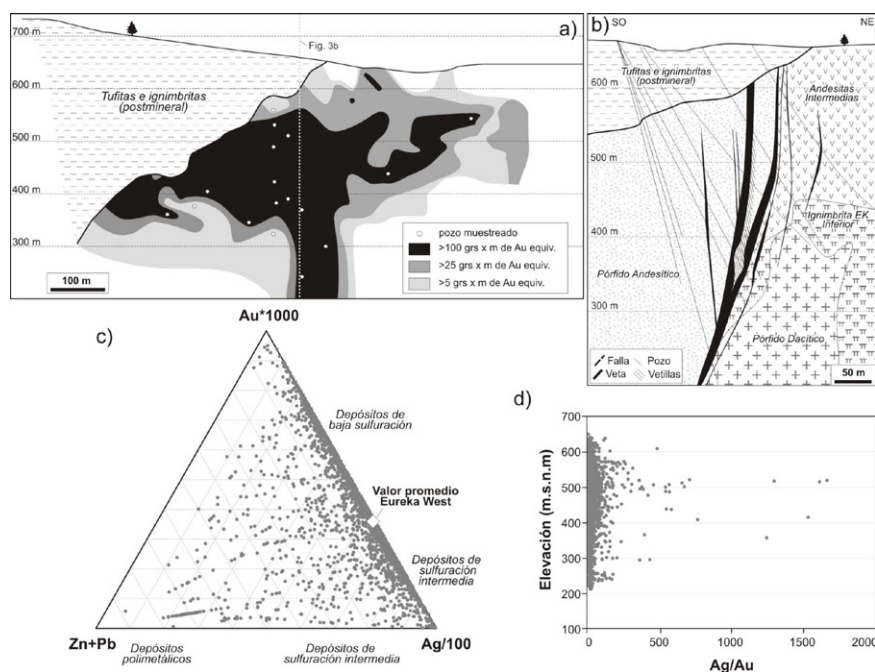 a)
Fig. 3b
700 m
600 m
500 m
400 m
300 m
Tufitas e ignimbritas
(postmineral)
pozo muestreado
>100 grs x m de Au equiv.
>25 grs x m de Au equiv.
>5 grs x m de Au equiv.
100 m
b)
SO
NE
600 m
500 m
400 m
300 m
Tufitas e ignimbritas
(postmineral)
Andesitas
Intermedias
Ignimbrita EK
Inferior
Pórfido Andesítico
Pórfido Dacítico
Falla
Pozo
Veta
Vetillas
50 m
c)
Au*1000
Depósitos de
baja sulfuración
Valor promedio
Eureka West
Depósitos de
sulfuración
intermedia
Zn+Pb
Ag/100
Depósitos
polimetálicos
Depósitos
de sulfuración intermedia
d)
Elevación (m.s.n.m)
700
600
500
400
300
200
100
0
500
1000
1500
2000
Ag/Au